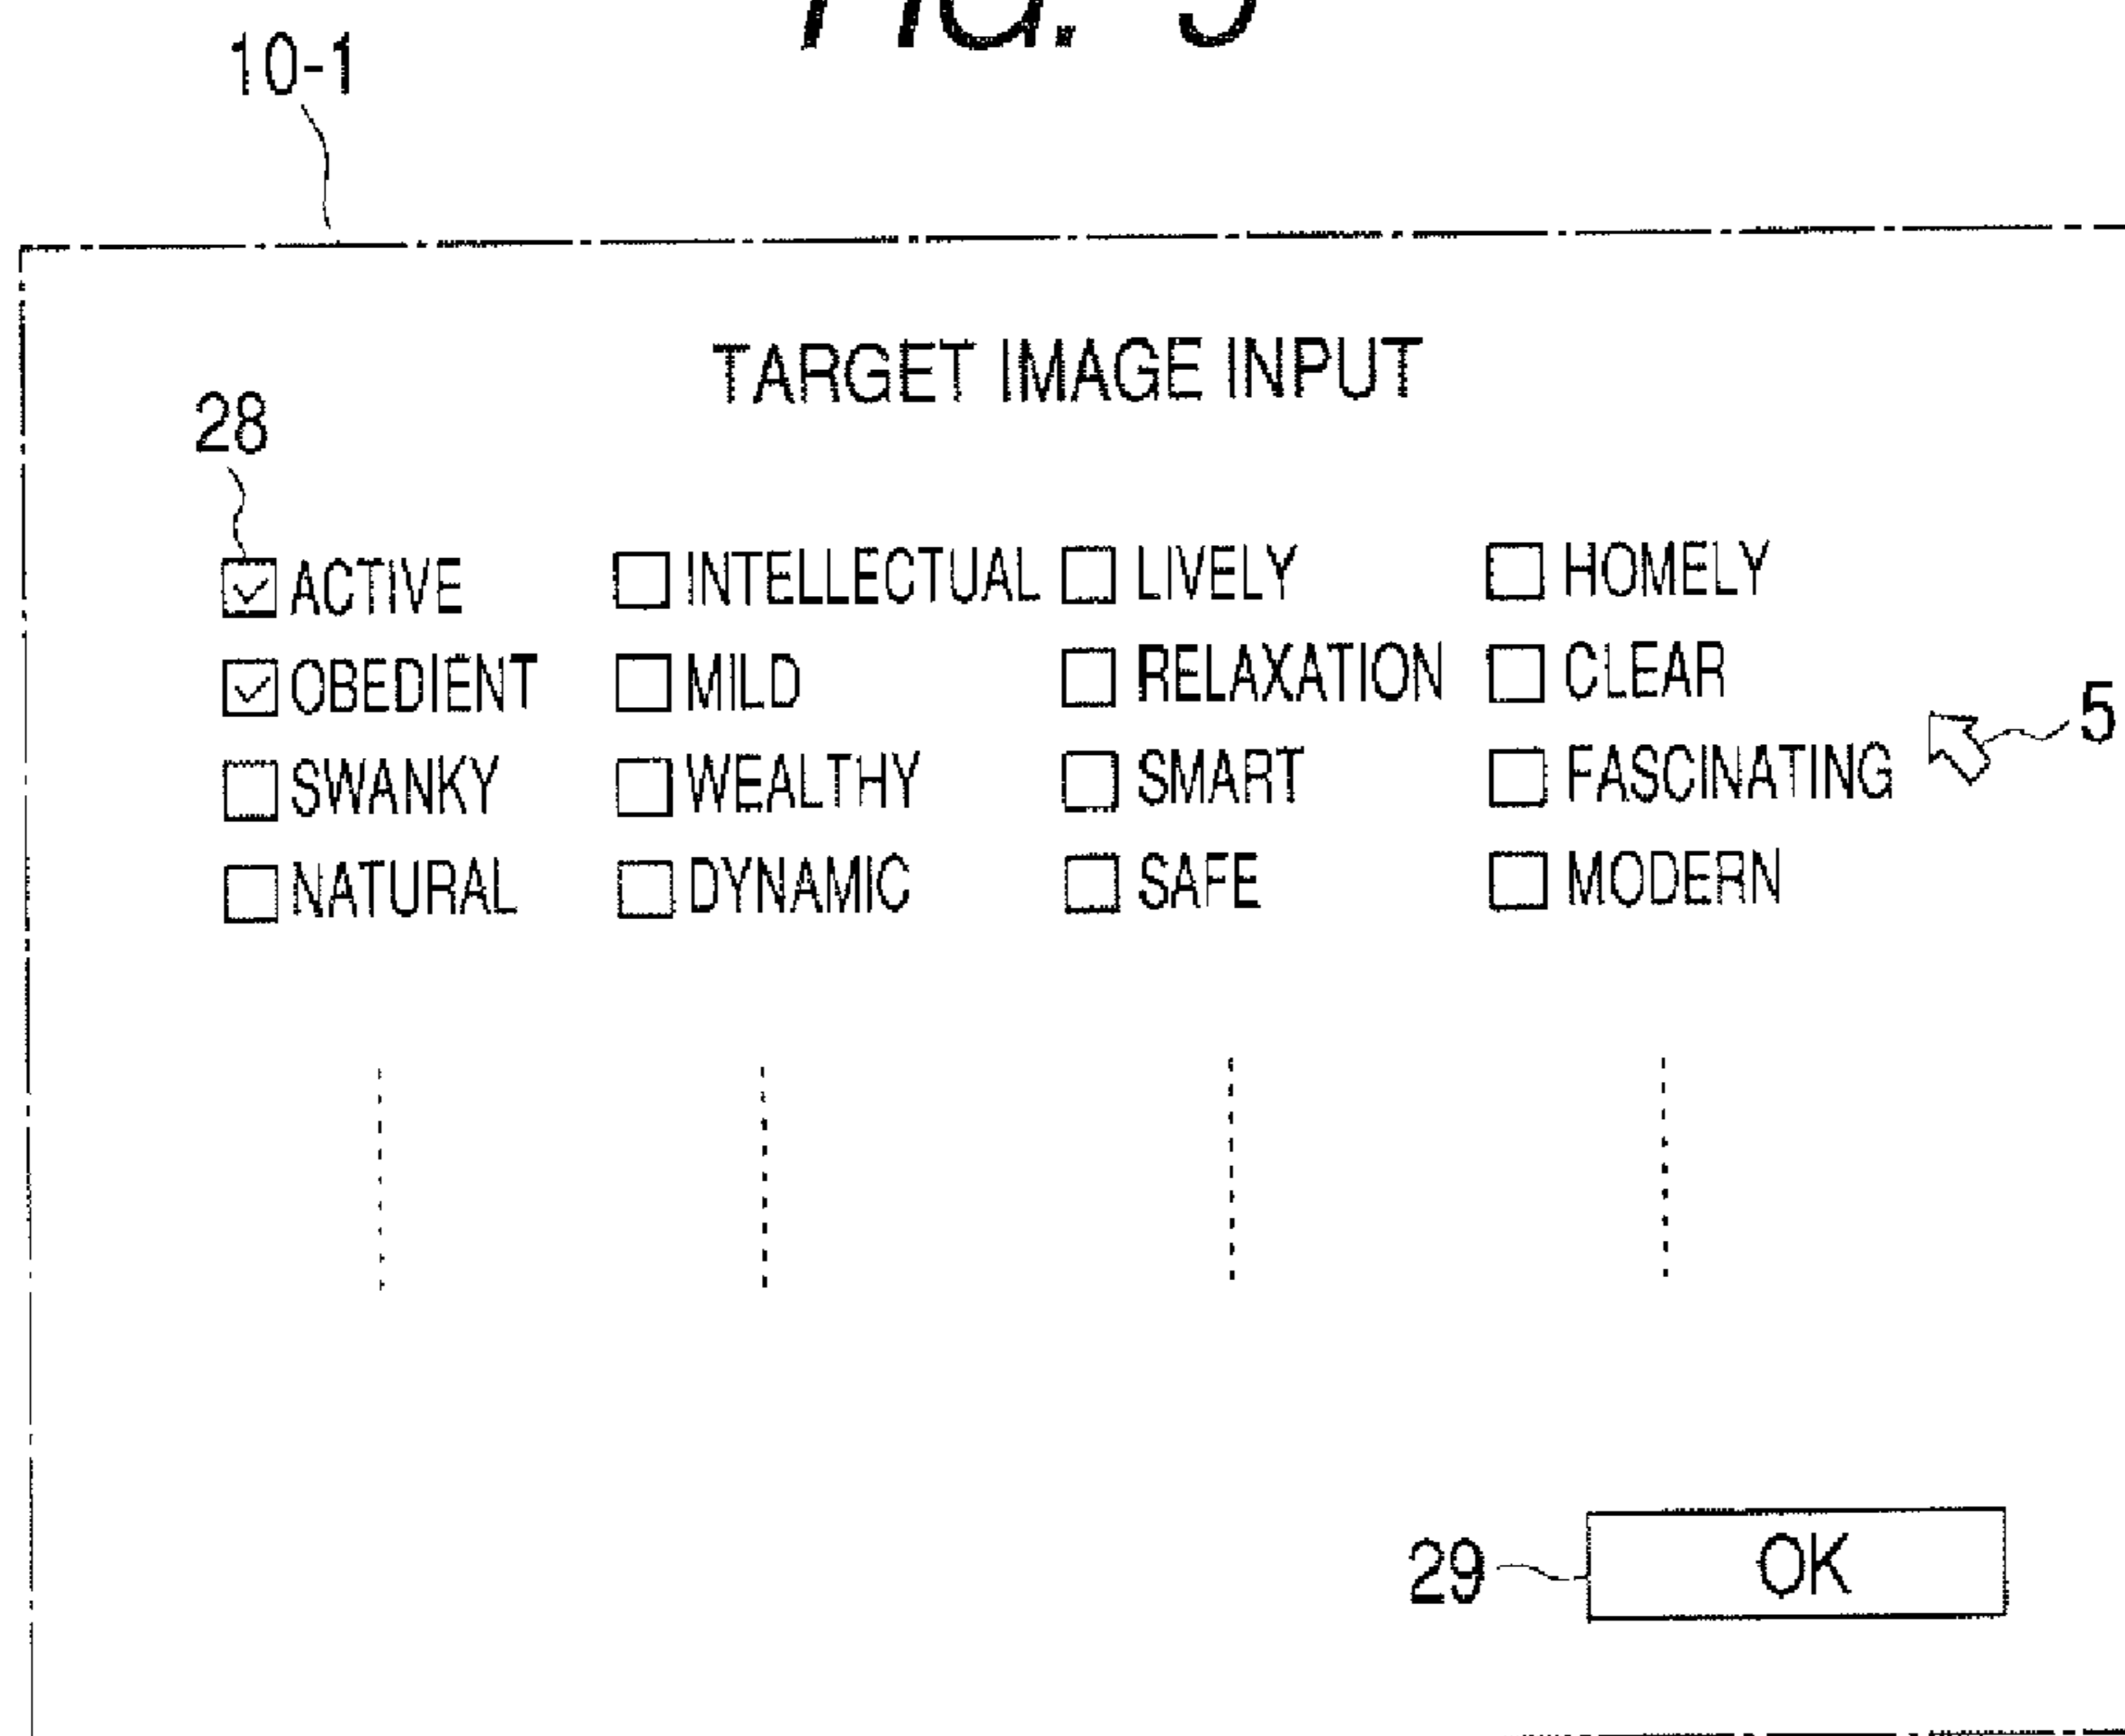 FIG.
10-1
TARGET IMAGE INPUT
28
ACTIVE INTELLECTUAL LIVELY HOMELY
OBEDIENT MILD RELAXATION CLEAR
5
SWANKY WEALTHY SMART FASCINATING
NATURAL DYNAMIC SAFE MODERN
29 OK